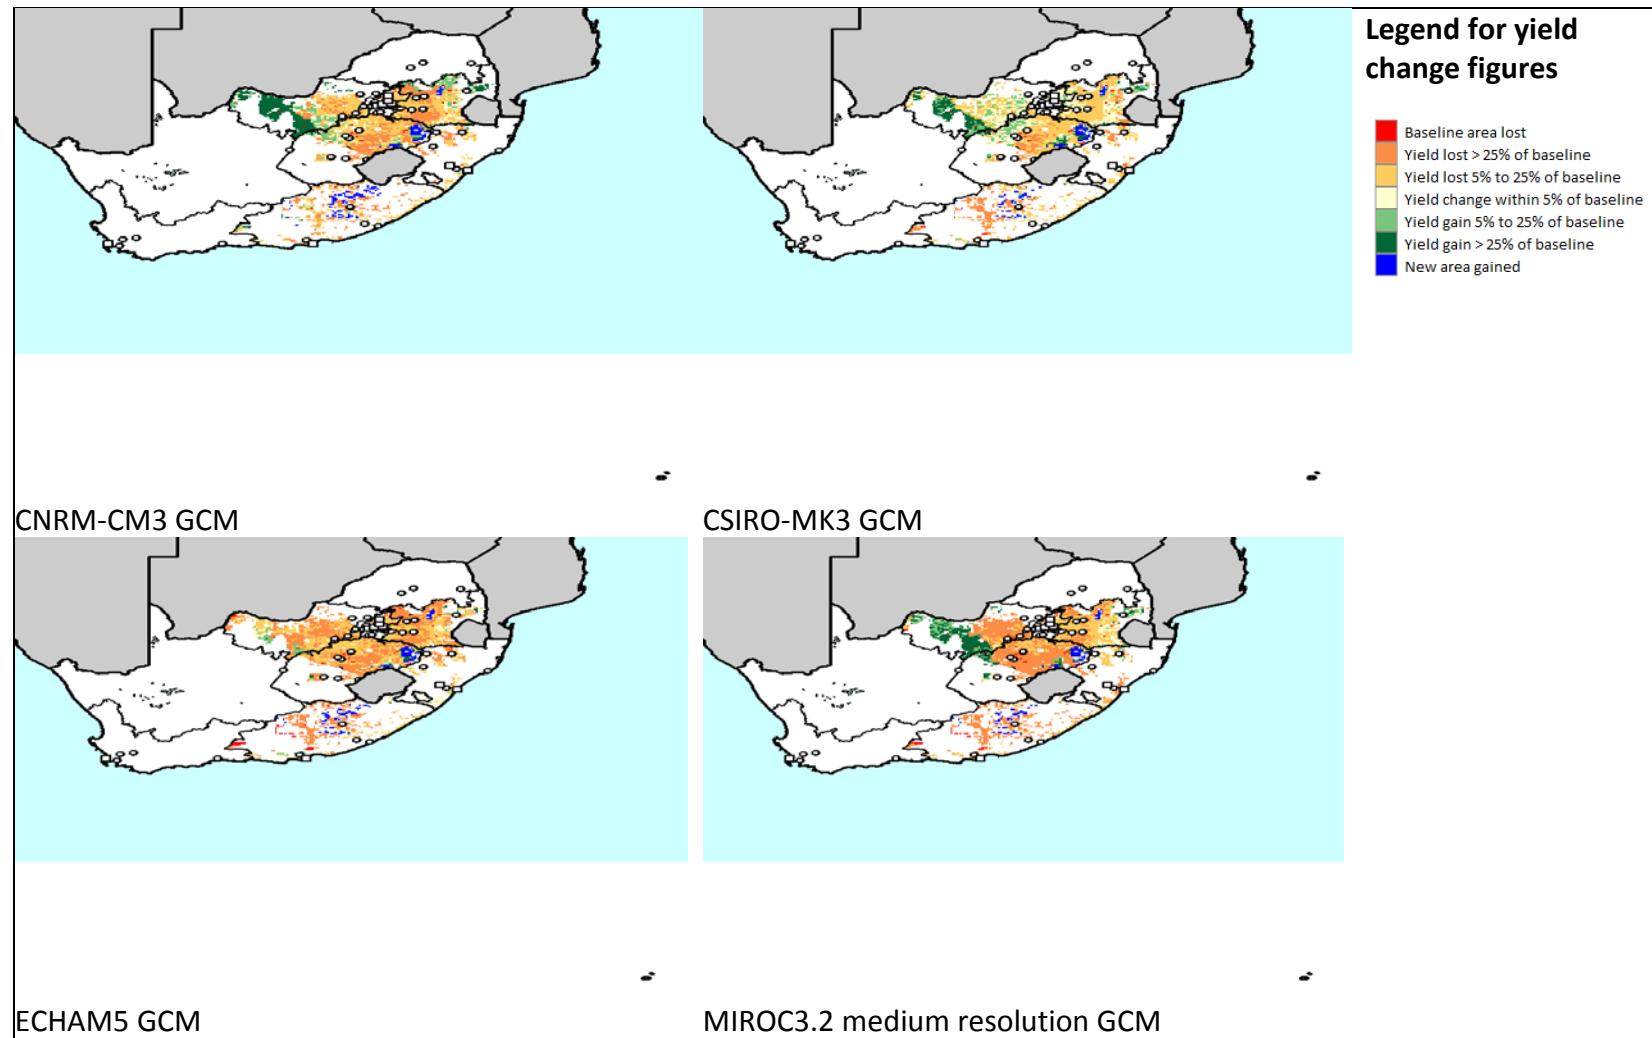 Legend for yield
change figures
Baseline area lost
Yield lost > 25% of baseline
Yield lost 5% to 25% of baseline
Yield change within 5% of baseline
Yield gain 5% to 25% of baseline
Yield gain > 25% of baseline
New area gained
CNRM-CM3 GCM
CSIRO-MK3 GCM
ECHAM5 GCM
MIROC3.2 medium resolution GCM